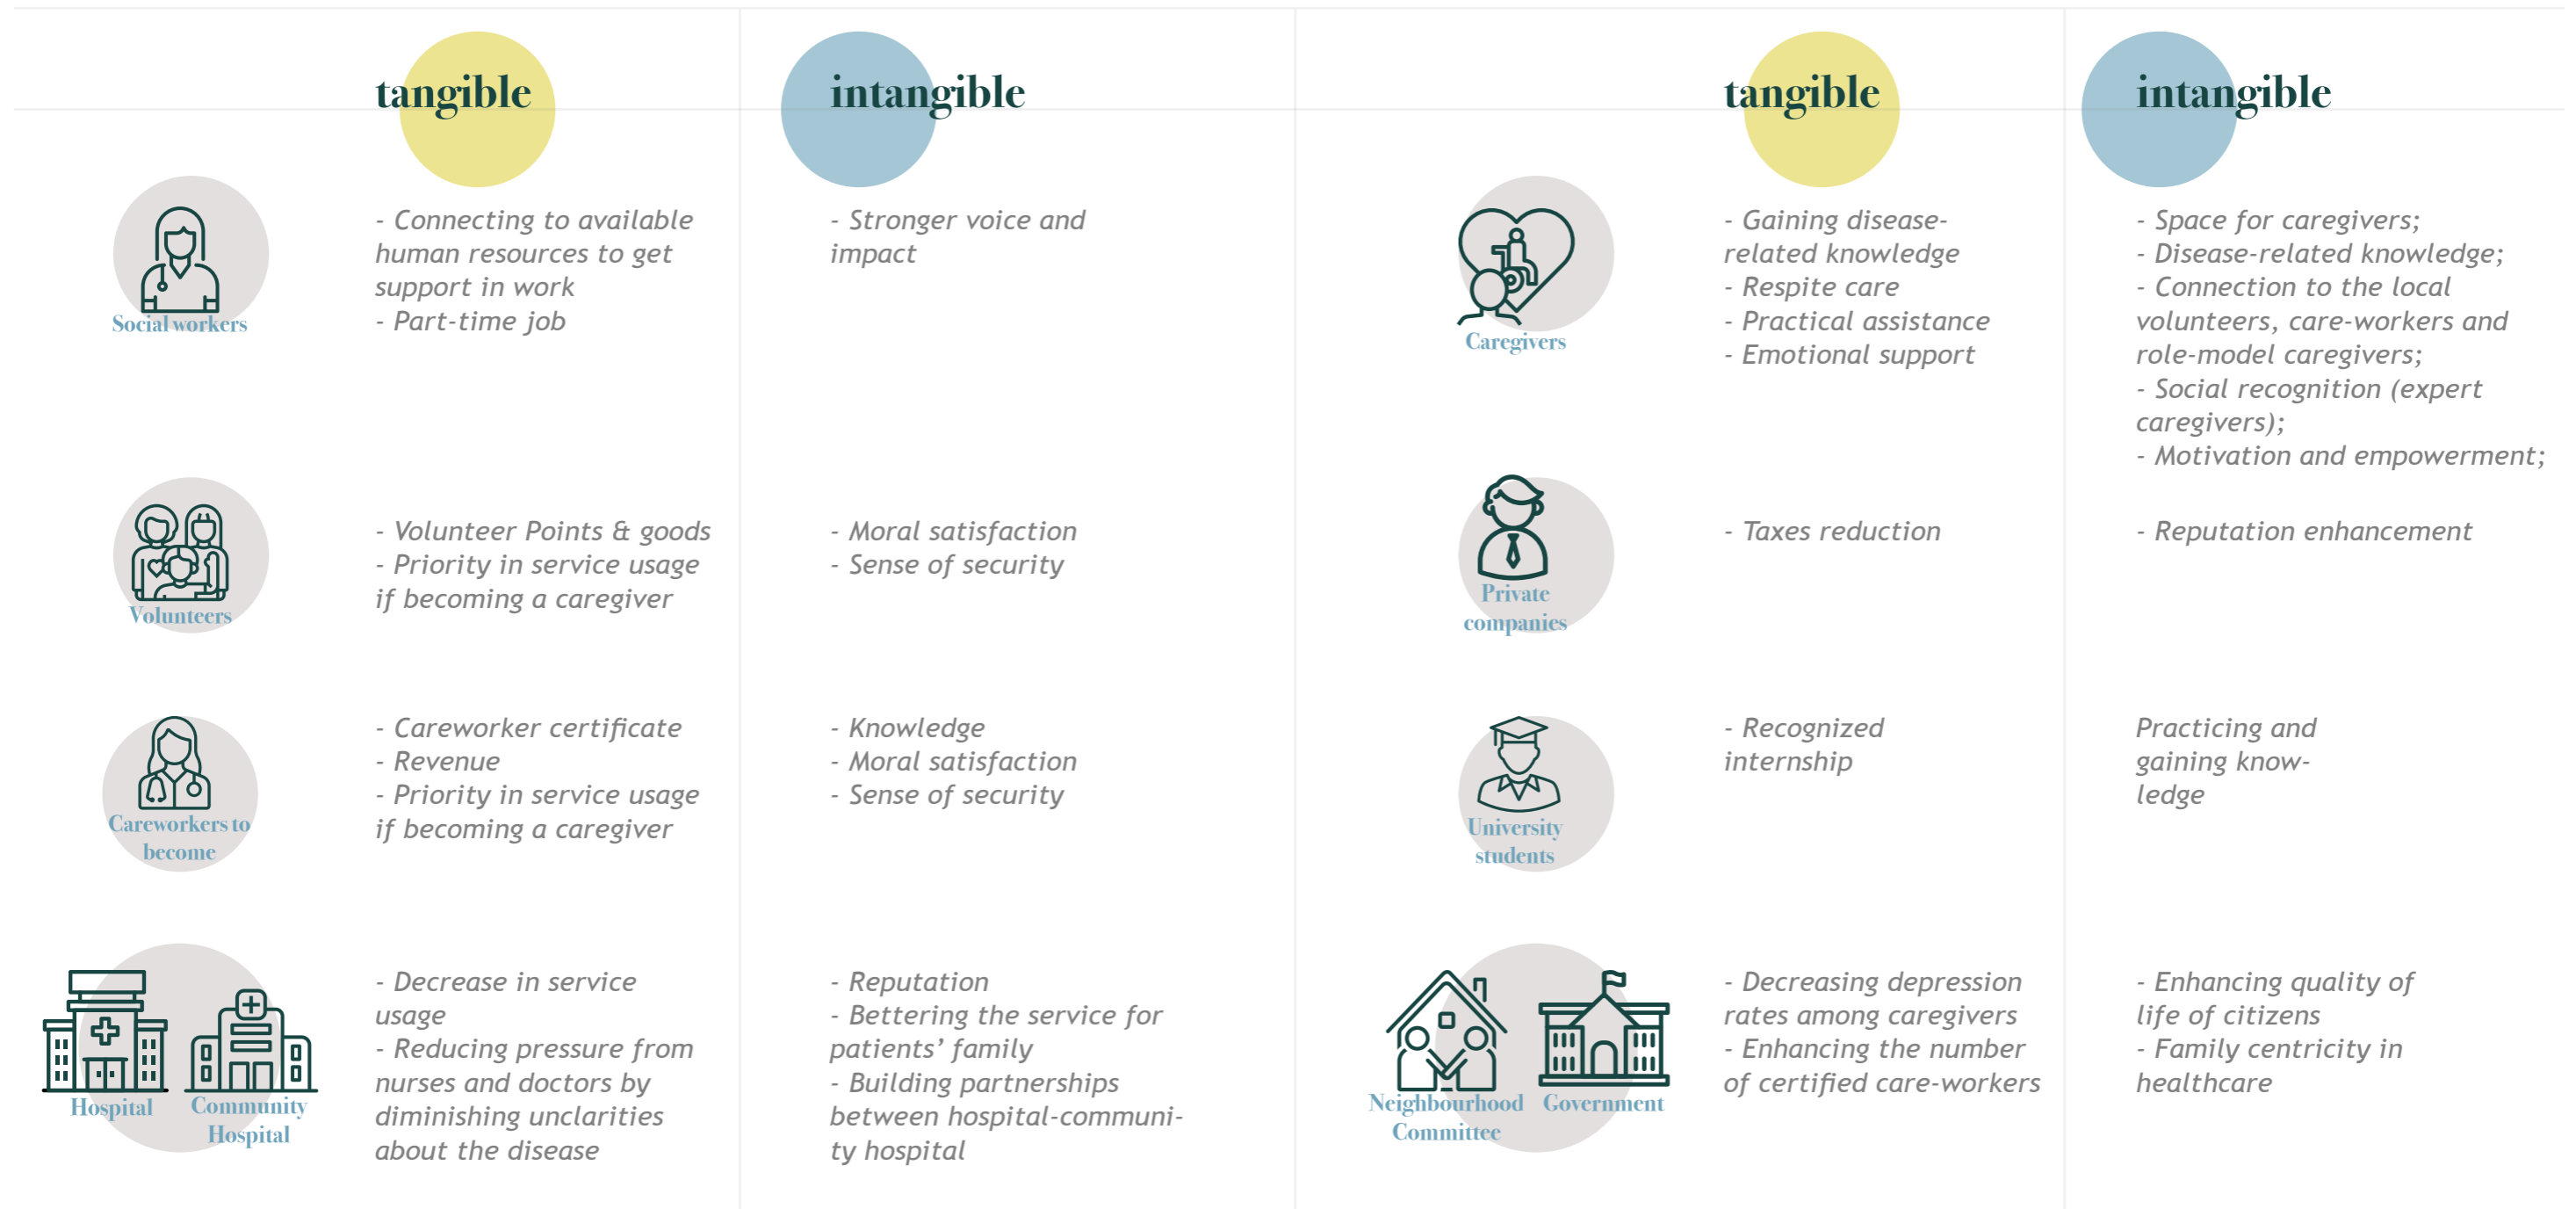 tangible
intangible
tangible
intangible
Social workers
- Connecting to available
human resources to get
support in work
- Part-time job
- Stronger voice and
impact
Caregivers
- Gaining disease-
related knowledge
- Respite care
- Practical assistance
- Emotional support
- Space for caregivers;
- Disease-related knowledge;
- Connection to the local
volunteers, care-workers and
role-model caregivers;
- Social recognition (expert
caregivers);
- Motivation and empowerment;
Volunteers
- Volunteer Points & goods
- Priority in service usage
if becoming a caregiver
- Moral satisfaction
- Sense of security
Private
companies
- Taxes reduction
- Reputation enhancement
Careworkers to
become
- Careworker certificate
- Revenue
- Priority in service usage
if becoming a caregiver
- Knowledge
- Moral satisfaction
- Sense of security
University
students
- Recognized
internship
Practicing and
gaining know-
ledge
Hospital
Community
Hospital
- Decrease in service
usage
- Reducing pressure from
nurses and doctors by
diminishing unclarities
about the disease
- Reputation
- Bettering the service for
patients’ family
- Building partnerships
between hospital-communi-
ty hospital
Neighbourhood
Committee
Government
- Decreasing depression
rates among caregivers
- Enhancing the number
of certified care-workers
- Enhancing quality of
life of citizens
- Family centricity in
healthcare